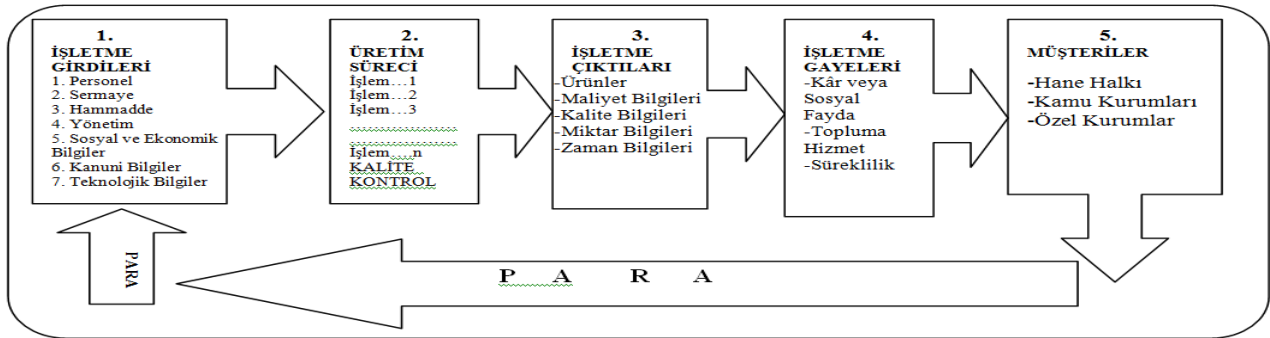 1.
İŞLETME
GİRDİLERİ
1. Personel
2. Sermaye
3. Hammadde
4. Yönetim
5. Sosyal ve Ekonomik
Bilgiler
6. Kanuni Bilgiler
7. Teknolojik Bilgiler
2.
ÜRETİM
SÜRECİ
İşlem…1
İşlem…2
İşlem…3
…………………
…………………
İşlem.....n
KALİTE
KONTROL
3.
İŞLETME
ÇIKTILARI
-Ürünler
-Maliyet Bilgileri
-Kalite Bilgileri
-Miktar Bilgileri
-Zaman Bilgileri
4.
İŞLETME
GAYELERİ
-Kâr veya
Sosyal
Fayda
-Topluma
Hizmet
-Süreklilik
5.
MÜŞTERİLER
-Hane Halkı
-Kamu Kurumları
-Özel Kurumlar
PARA
P A R A